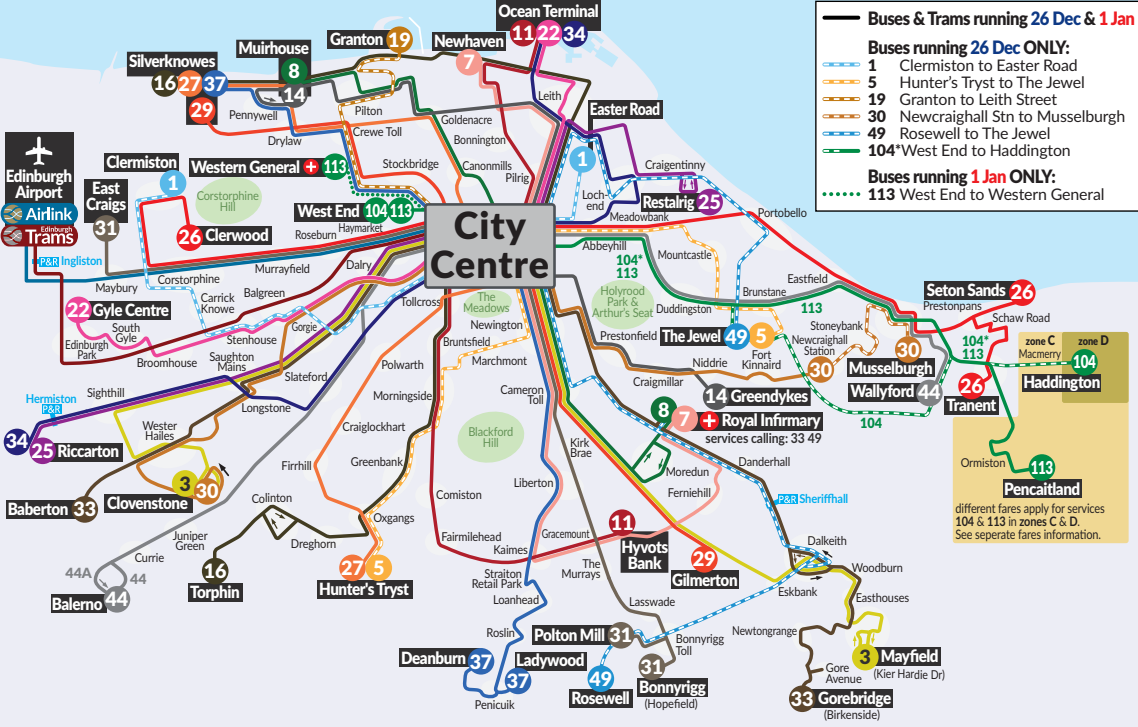 Ocean Terminal
11 22 34
Granton 19
Newhaven
7
Muirhouse
8
14
Silverknowes
16 27 37
29
Buses & Trams running 26 Dec & 1 Jan
Buses running 26 Dec ONLY:
1 Clermiston to Easter Road
5 Hunter's Tryst to The Jewel
19 Granton to Leith Street
30 Newcraighall Stn to Musselburgh
49 Rosewell to The Jewel
104* West End to Haddington
Buses running 1 Jan ONLY:
113 West End to Western General
Leith
Easter Road
1
Pennywell
Pilton
Goldenacre
Drylaw
Crewe Toll
Bonnington
Stockbridge
Canonmills
Pilrig
Craigentinny
Loch-
end
Restalrig 25
Meadowbank
Portobello
Edinburgh
Airport
Airlink
Edinburgh
Trams
P&R Ingliston
Clermiston
1
East
Craigs
31
Western General + 113
Corstorphine
Hill
West End 104 113
Haymarket
26 Clerwood
Roseburn
City
Centre
Abbeyhill
104*
113
Mountcastle
Maybury
Corstorphine
Murrayfield
Dalry
Carrick
Knowe
Balgreen
Tollcross
The
Meadows
Holyrood
Park &
Arthur's Seat
Duddingston
Brunstane
Eastfield
113
Seton Sands 26
Prestonpans
Schaw Road
22 Gyle Centre
South
Gyle
Edinburgh
Park
Broomhouse
Stenhouse
Gorgie
Saughton
Mains
Slateford
Longstone
Newington
Bruntsfield
Marchmont
Prestonfield
The Jewel 49 5
Fort
Kinnaird
Niddrie
Craigmillar
Stoneybank
Newcraighall
Station
30
30
Musselburgh
104*
113
zone C
Macmerry
zone D
104
Haddington
Wallyford 44
26
Tranent
14 Greendykes
104
Sighthill
Hermiston
P&R
34
25 Riccarton
Polwarth
Morningside
Cameron
Toll
8 7 + Royal Infirmary
services calling: 33 49
Wester
Hailes
3
30
Clovenstone
Baberton 33
Craiglockhart
Greenbank
Firrhill
Blackford
Hill
Kirk
Brae
Moredun
Ferniehill
Danderhall
P&R Sheriffhall
Ormiston
113
Pencaitland
different fares apply for services
104 & 113 in zones C & D.
See seperate fares information.
Colinton
Juniper
Green
Dreghorn
Oxgangs
Comiston
Liberton
Fairmilehead
Kaimes
Gracemount
11
Hyvots
Bank
29
Gilmerton
Dalkeith
Woodburn
Eskbank
Easthouses
Currie
44A
44
Balerno 44
16
Torphin
27 5
Hunter's Tryst
Straiton
Retail Park
Loanhead
The
Murrays
Lasswade
Roslin
Polton Mill 31
Bonnyrigg
Toll
31
Bonnyrigg
(Hopefield)
49
Rosewell
Deanburn 37
Ladywood
37
Penicuik
Newtongrange
Gore
Avenue
3 Mayfield
(Kier Hardie Dr)
33 Gorebridge
(Birkenside)